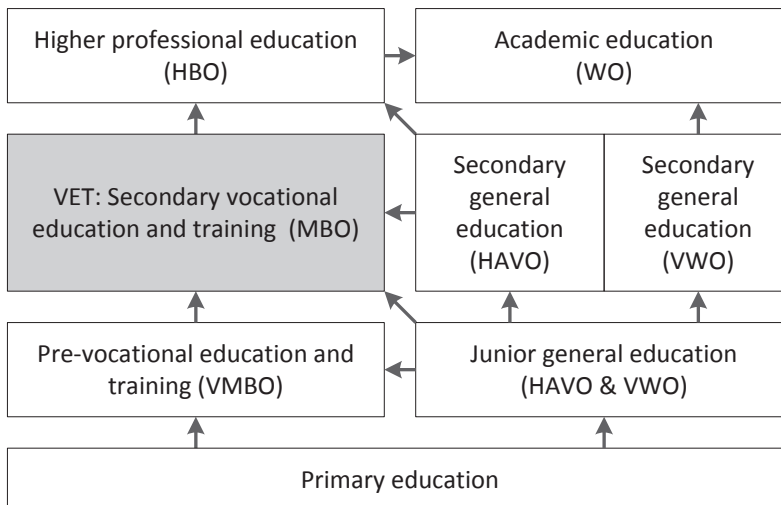 Higher professional education
(HBO)
Academic education
(WO)
VET: Secondary vocational
education and training (MBO)
Secondary
general
education
(HAVO)
Secondary
general
education
(VWO)
Pre-vocational education and
training (VMBO)
Junior general education
(HAVO & VWO)
Primary education